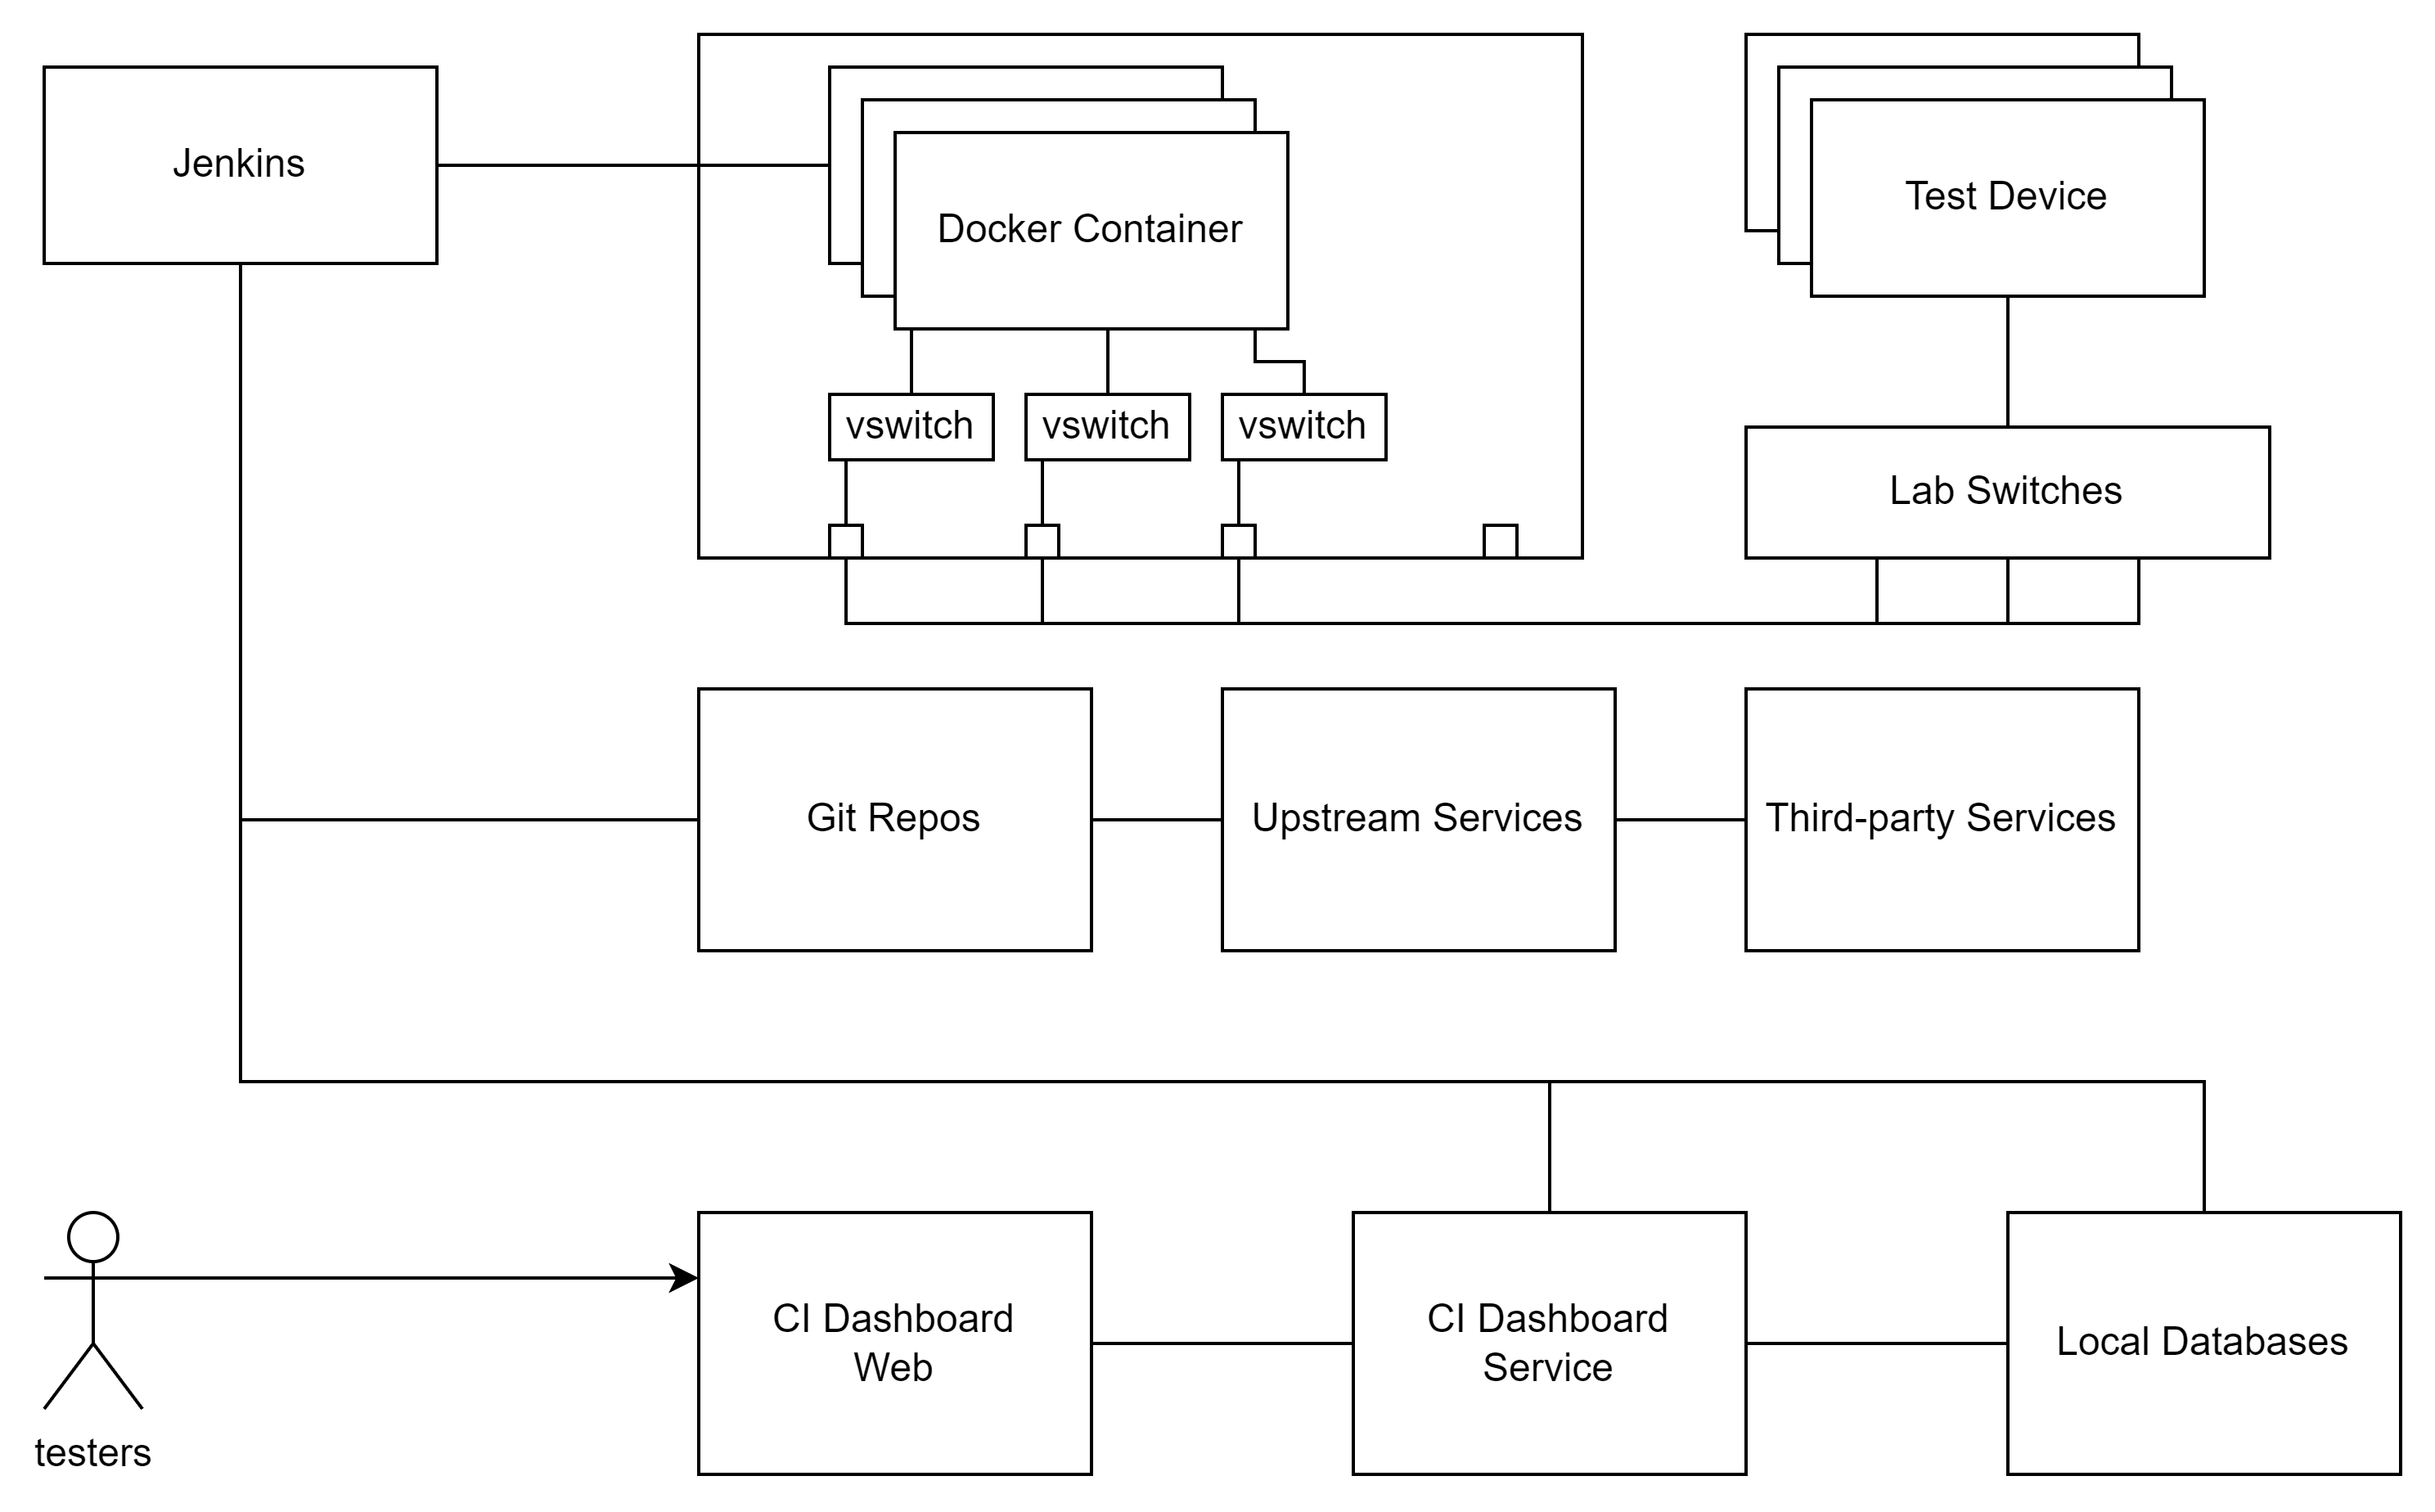 Jenkins
Docker Container
Test Device
vswitch
vswitch
vswitch
Lab Switches
Git Repos
Upstream Services
Third-party Services
CI Dashboard
Web
CI Dashboard
Service
Local Databases
testers